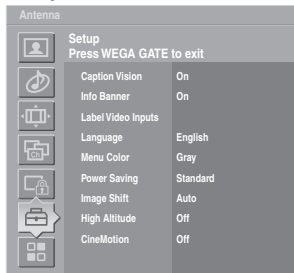 Antenna
Setup
Press WEGA GATE to exit
Caption Vision On
Info Banner On
Label Video Inputs
Language English
Menu Color Gray
Power Saving Standard
Image Shift Auto
High Altitude Off
CineMotion Off
Ch